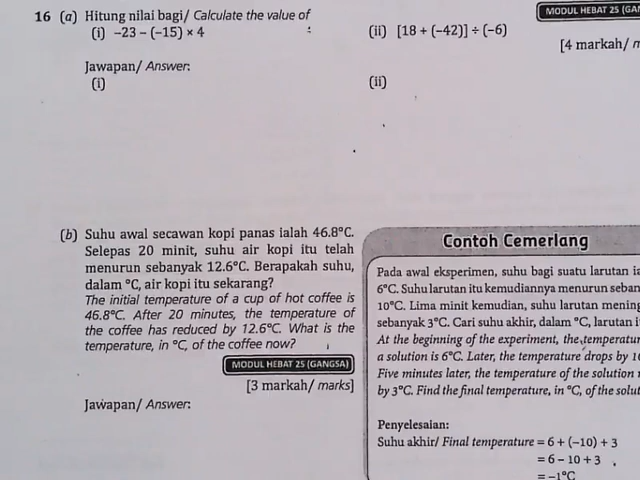 16 (a) Hitung nilai bagi/ Calculate the value of
MODUL HEBAT 25 (GAN
(i) –23 – (–15) × 4
(ii) [18 + (–42)] ÷ (–6)
[4 markah/ m
Jawapan/ Answer:
(i)
(ii)
(b) Suhu awal secawan kopi panas ialah 46.8°C.
Selepas 20 minit, suhu air kopi itu telah
menurun sebanyak 12.6°C. Berapakah suhu,
dalam °C, air kopi itu sekarang?
The initial temperature of a cup of hot coffee is
46.8°C. After 20 minutes, the temperature of
the coffee has reduced by 12.6°C. What is the
temperature, in °C, of the coffee now?
MODUL HEBAT 25 (GANGSA)
[3 markah/ marks]
Jawapan/ Answer:
Contoh Cemerlang
Pada awal eksperimen, suhu bagi suatu larutan ia
6°C. Suhu larutan itu kemudiannya menurun seban
10°C. Lima minit kemudian, suhu larutan mening
sebanyak 3°C. Cari suhu akhir, dalam °C, larutan i
At the beginning of the experiment, the temperatur
a solution is 6°C. Later, the temperature drops by 10
Five minutes later, the temperature of the solution
by 3°C. Find the final temperature, in °C, of the solut
Penyelesaian:
Suhu akhir/ Final temperature = 6 + (–10) + 3
= 6 – 10 + 3
= –1°C